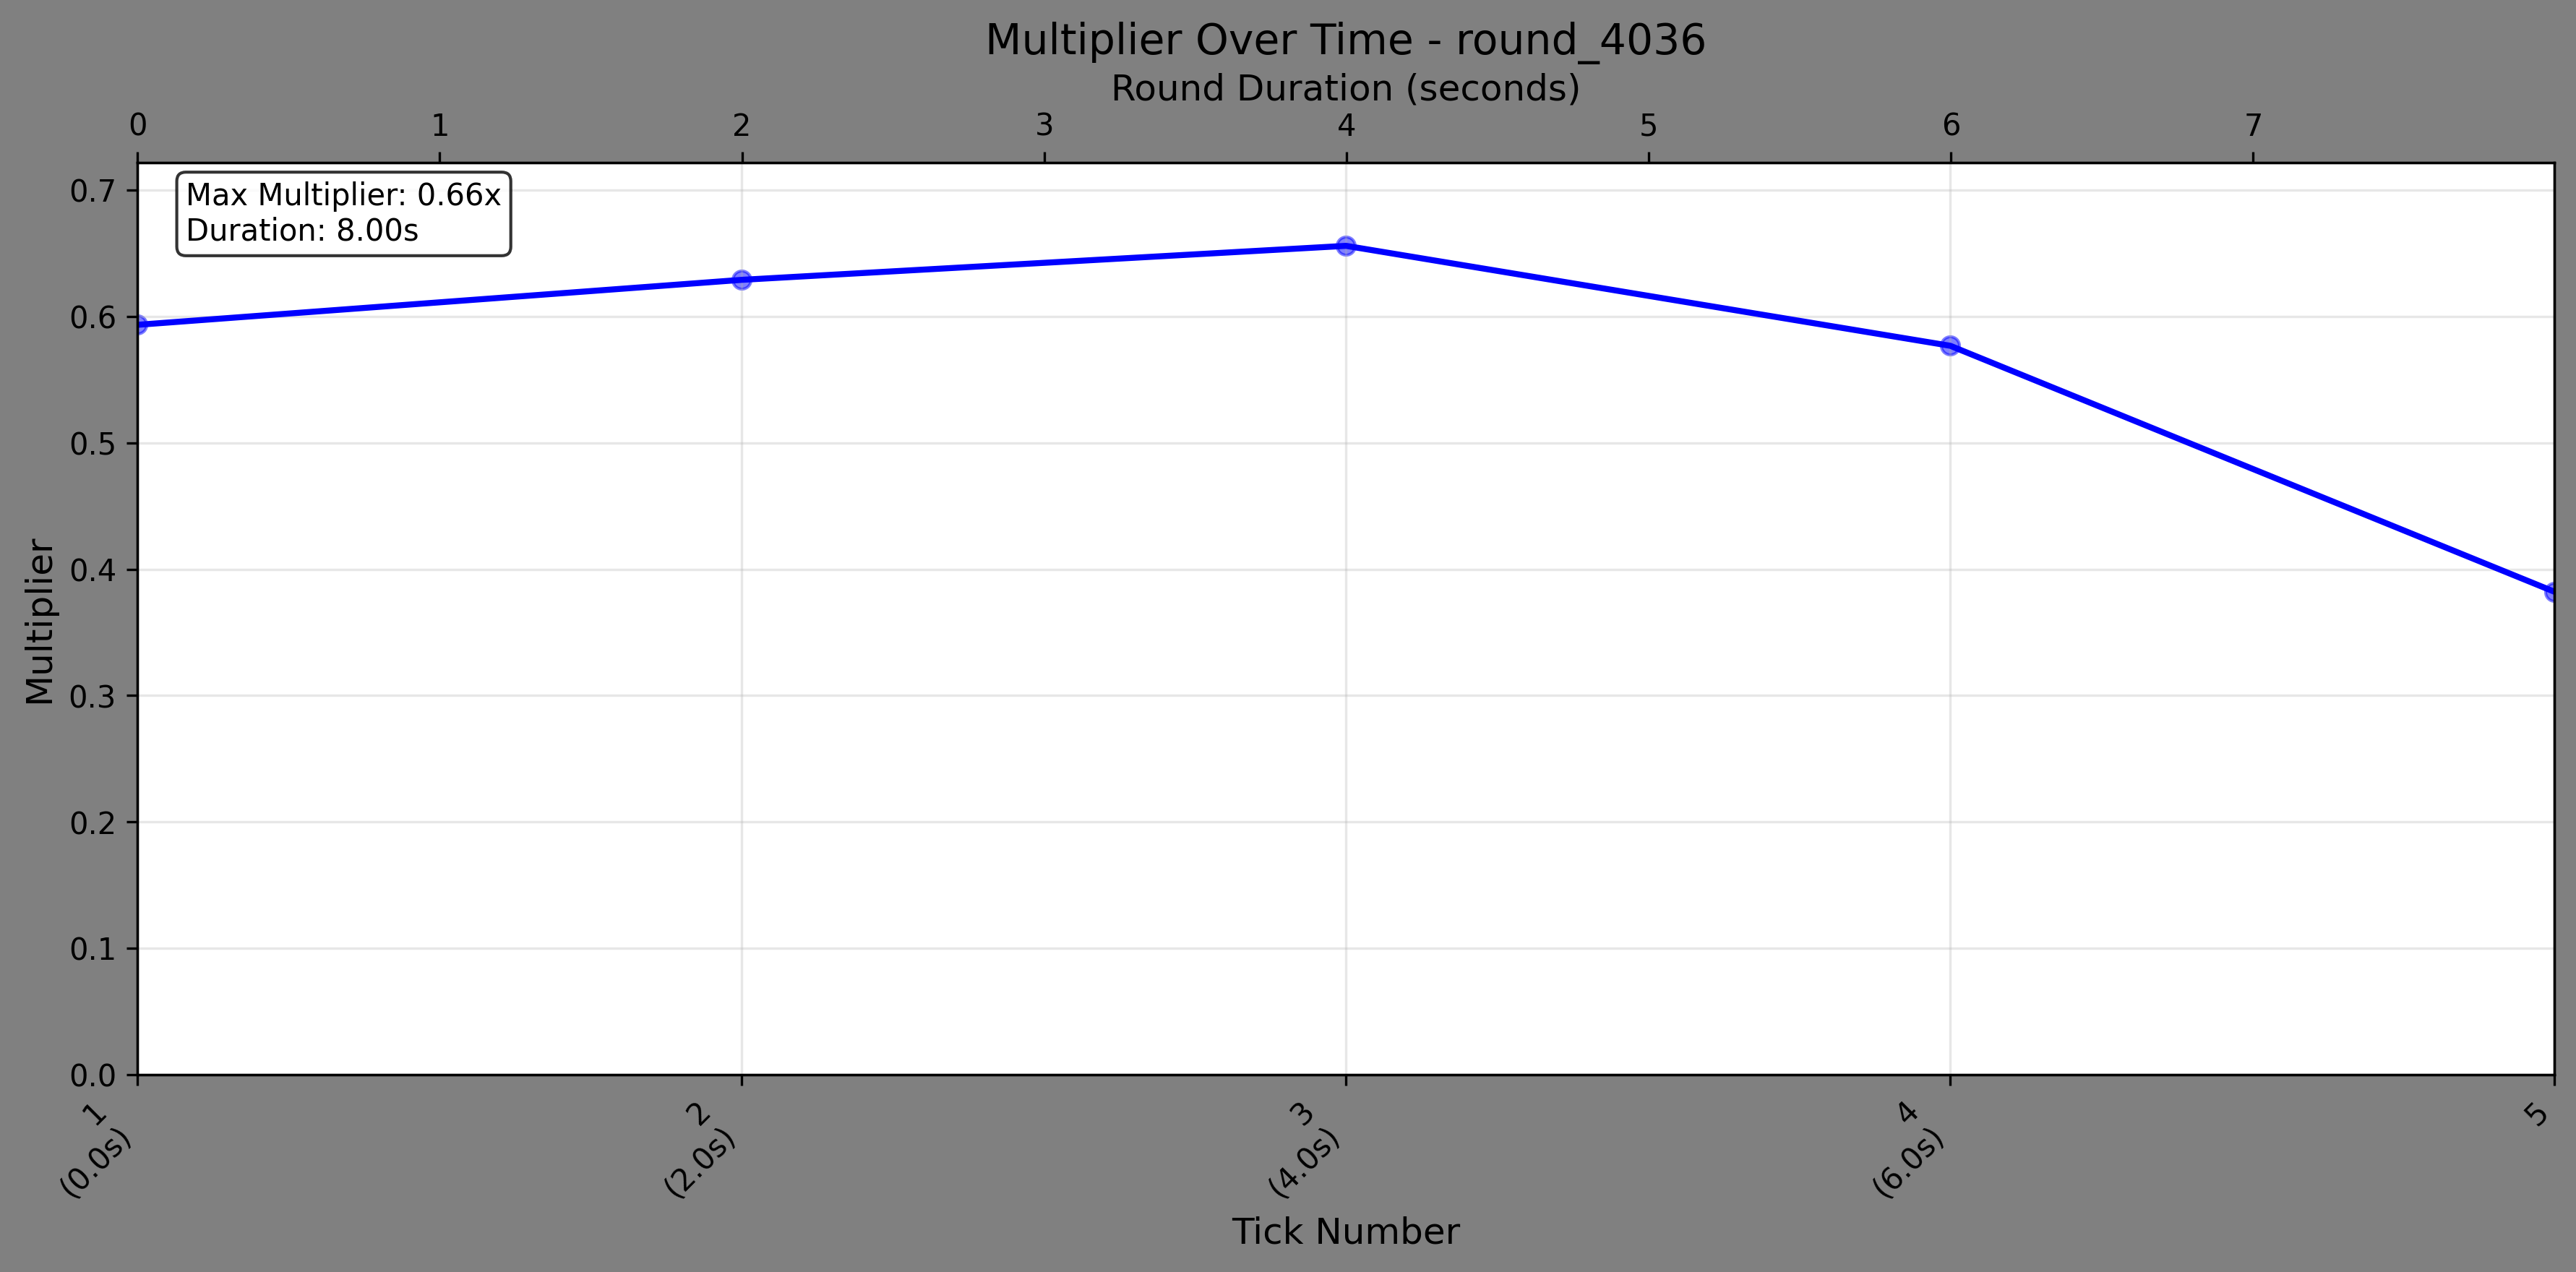 Multiplier Over Time - round_4036
Round Duration (seconds)
0 1 2 3 4 5 6 7
Max Multiplier: 0.66x
Duration: 8.00s
0.7
0.6
0.5
0.4
0.3
0.2
0.1
0.0
Multiplier
1
(0.0s)
2
(2.0s)
3
(4.0s)
4
(6.0s)
5
Tick Number